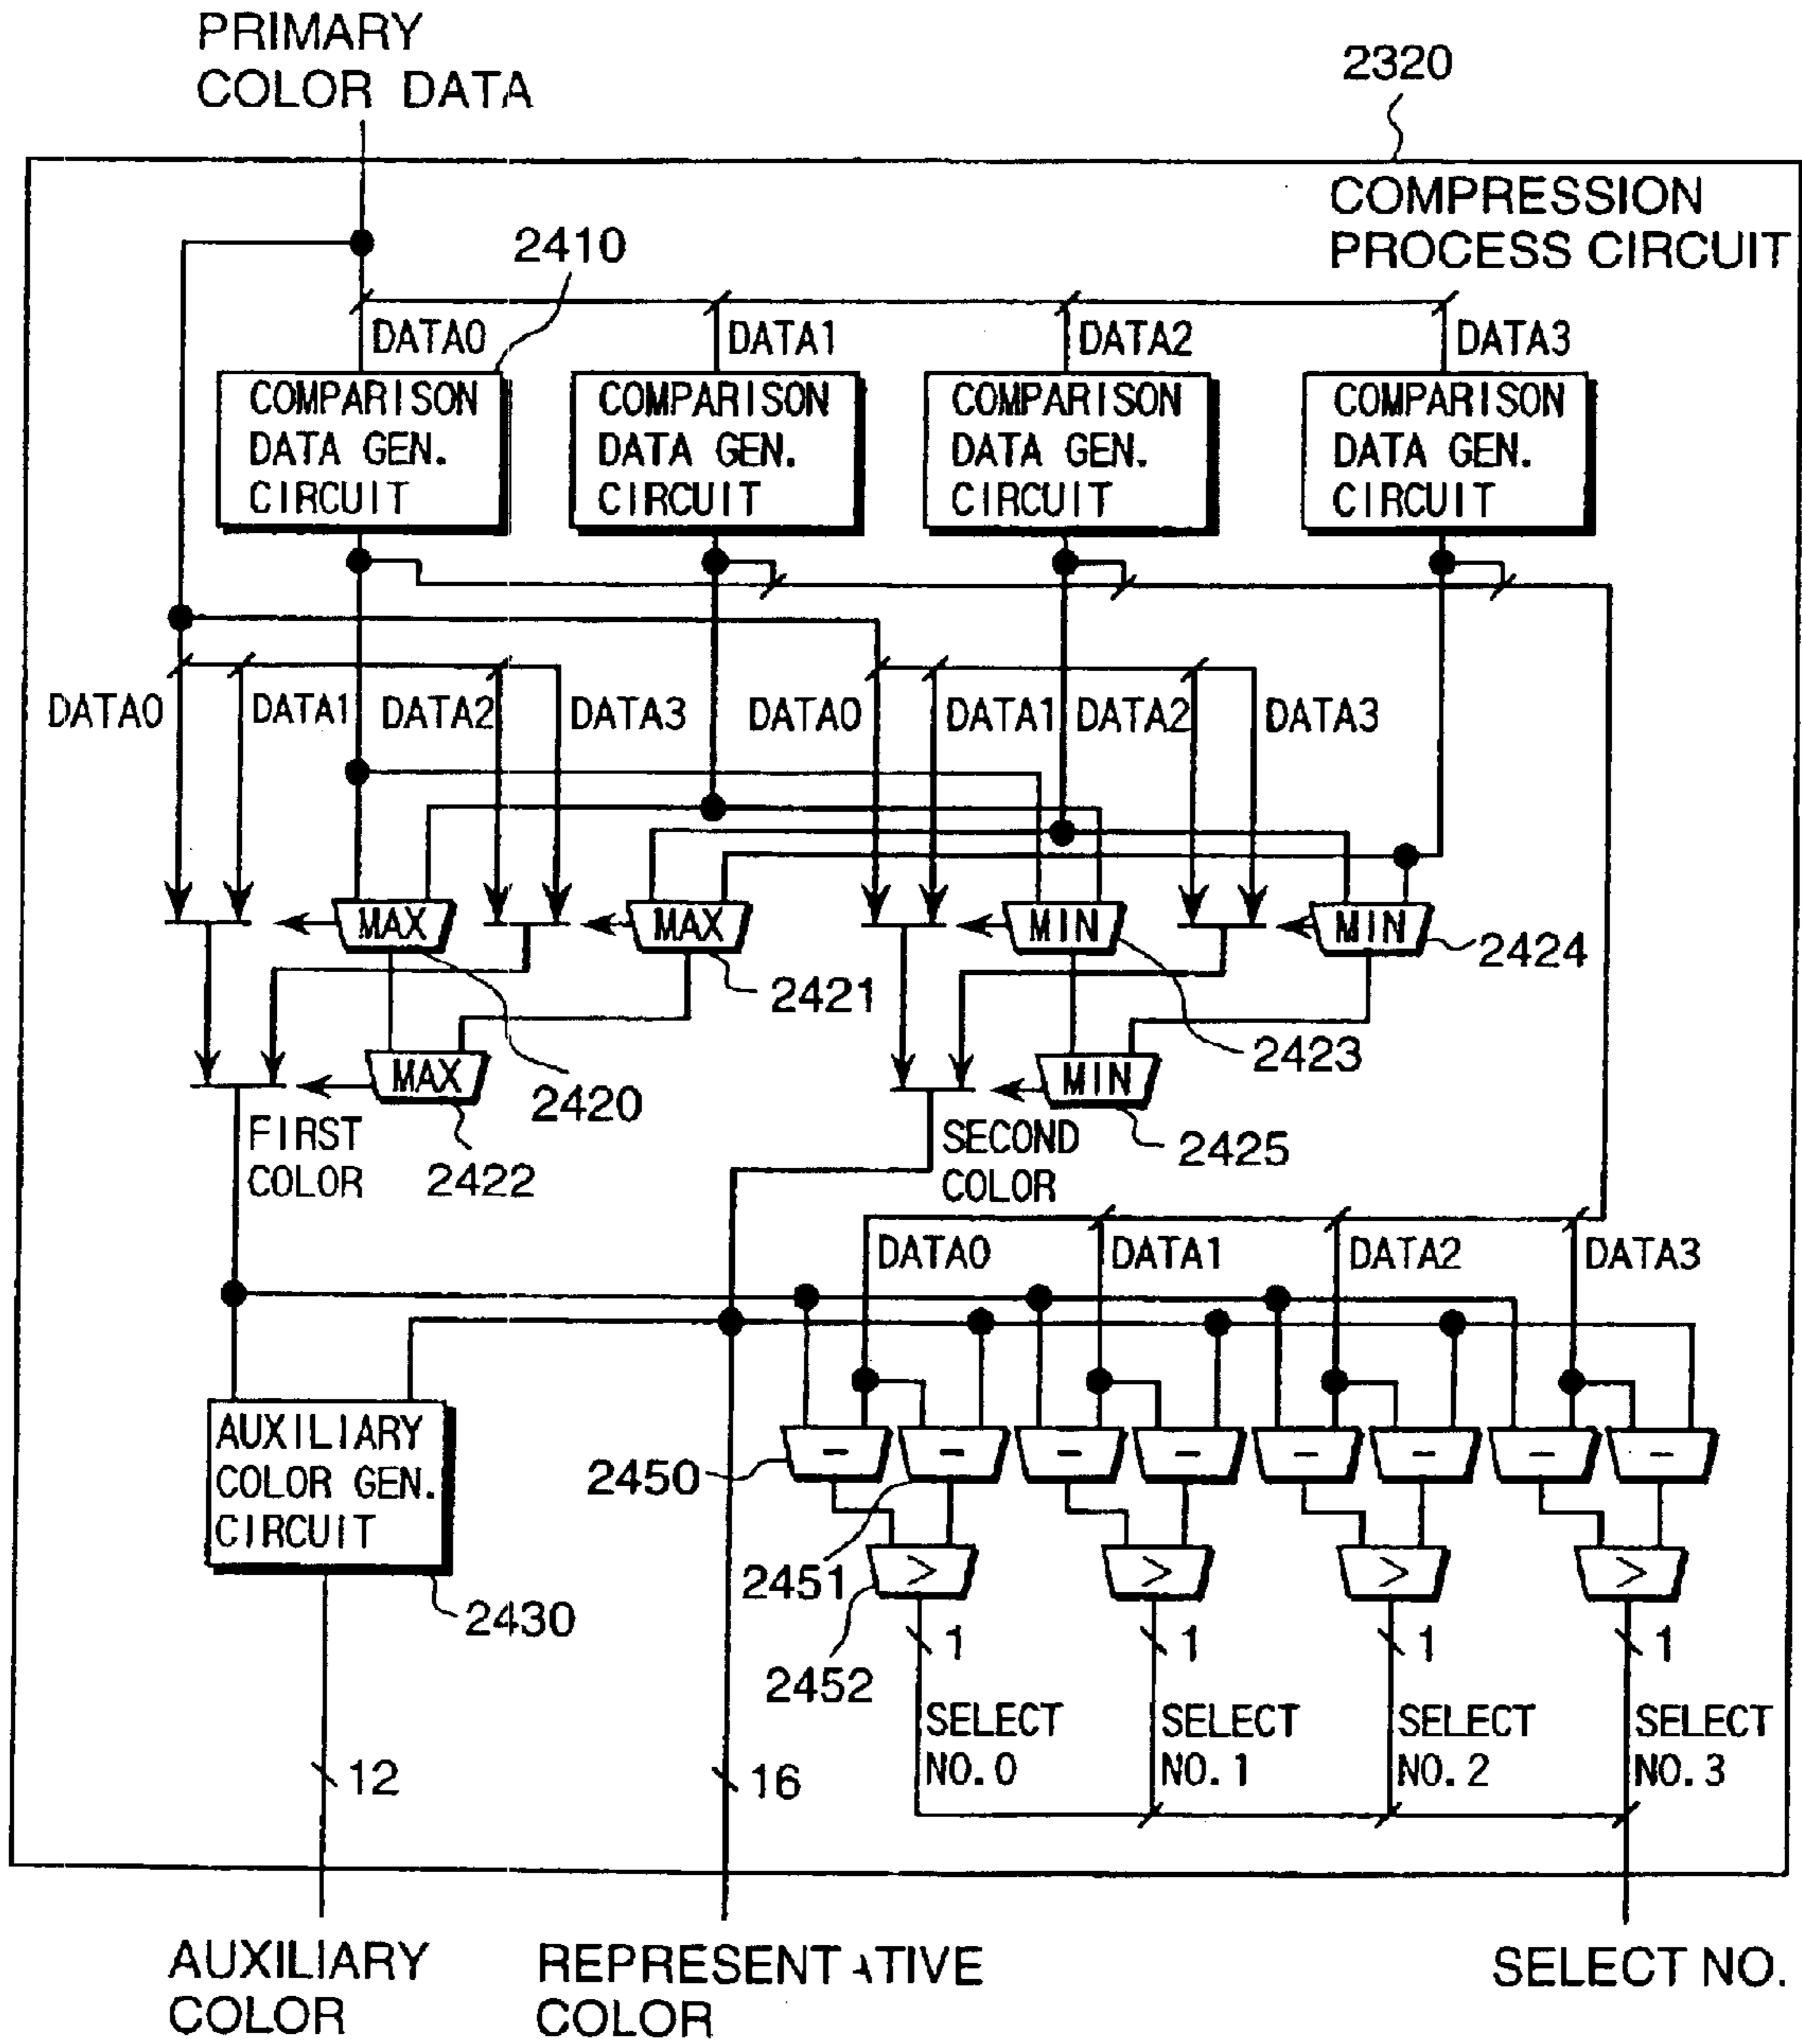 PRIMARY
COLOR DATA
2320
COMPRESSION
PROCESS CIRCUIT
2410
DATA0
DATA1
DATA2
DATA3
COMPARISON
DATA GEN.
CIRCUIT
COMPARISON
DATA GEN.
CIRCUIT
COMPARISON
DATA GEN.
CIRCUIT
COMPARISON
DATA GEN.
CIRCUIT
DATA0
DATA1
DATA2
DATA3
DATA0
DATA1
DATA2
DATA3
MAX
MAX
MIN
MIN
2424
2421
2423
MAX
MIN
2420
2422
2425
FIRST
COLOR
SECOND
COLOR
DATA0
DATA1
DATA2
DATA3
AUXILIARY
COLOR GEN.
CIRCUIT
2430
2450
-
-
-
-
-
-
-
-
2451
2452
>
>
>
>
1
1
1
1
SELECT
NO.0
SELECT
NO.1
SELECT
NO.2
SELECT
NO.3
12
16
AUXILIARY
COLOR
REPRESENTATIVE
COLOR
SELECT NO.